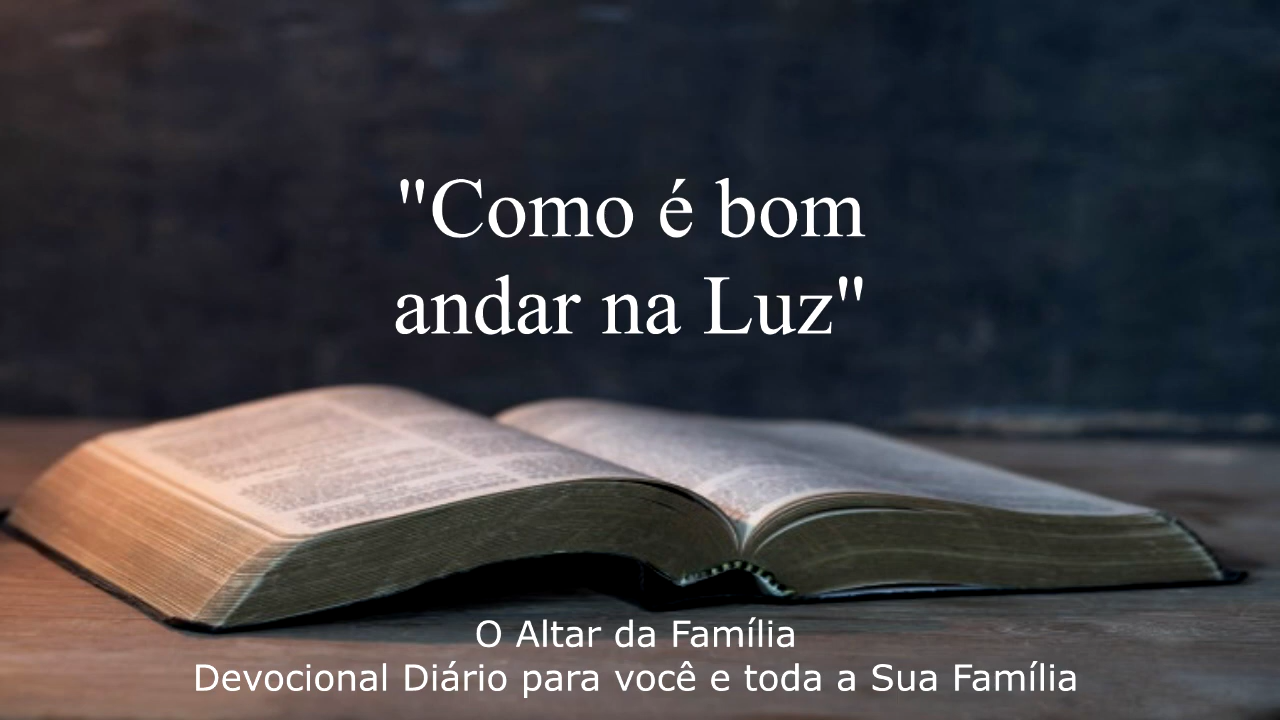 "Como é bom
andar na Luz"
O Altar da Família
Devocional Diário para você e toda a Sua Família